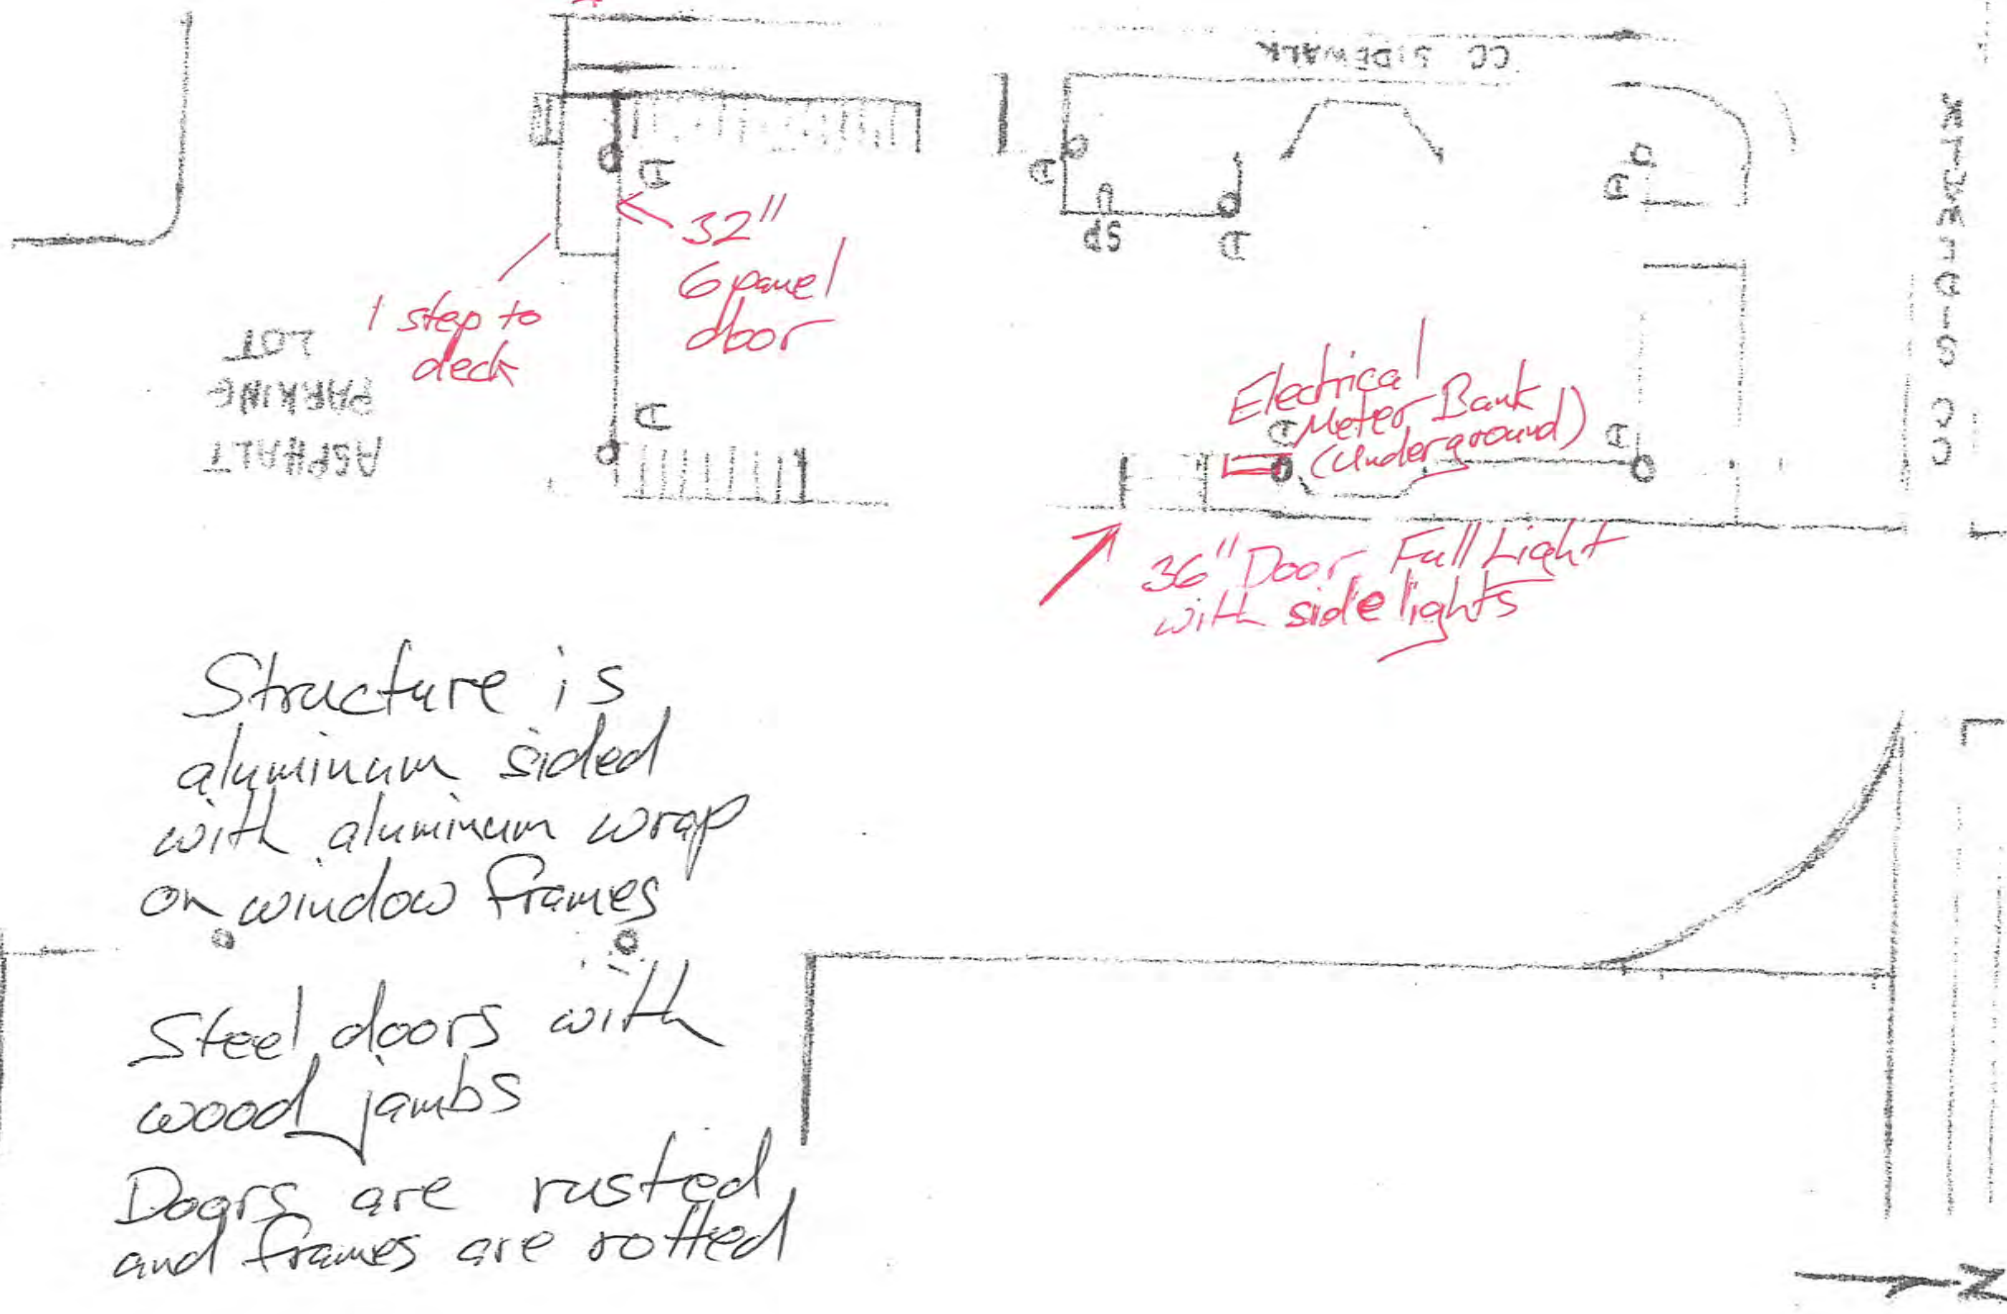 CC SIDEWALK
CC SIDEWALK
D
D
D
D
dS
D
32"
6 panel
door
1 step to
deck
ASPHALT
PARKING
LOT
D
Electrical
Meter Bank
(Underground)
D
D
36" Door Full Light
with side lights
Structure is
aluminum sided
with aluminum wrap
on window frames
Steel doors with
wood jambs
Doors are rusted
and frames are rotted
N